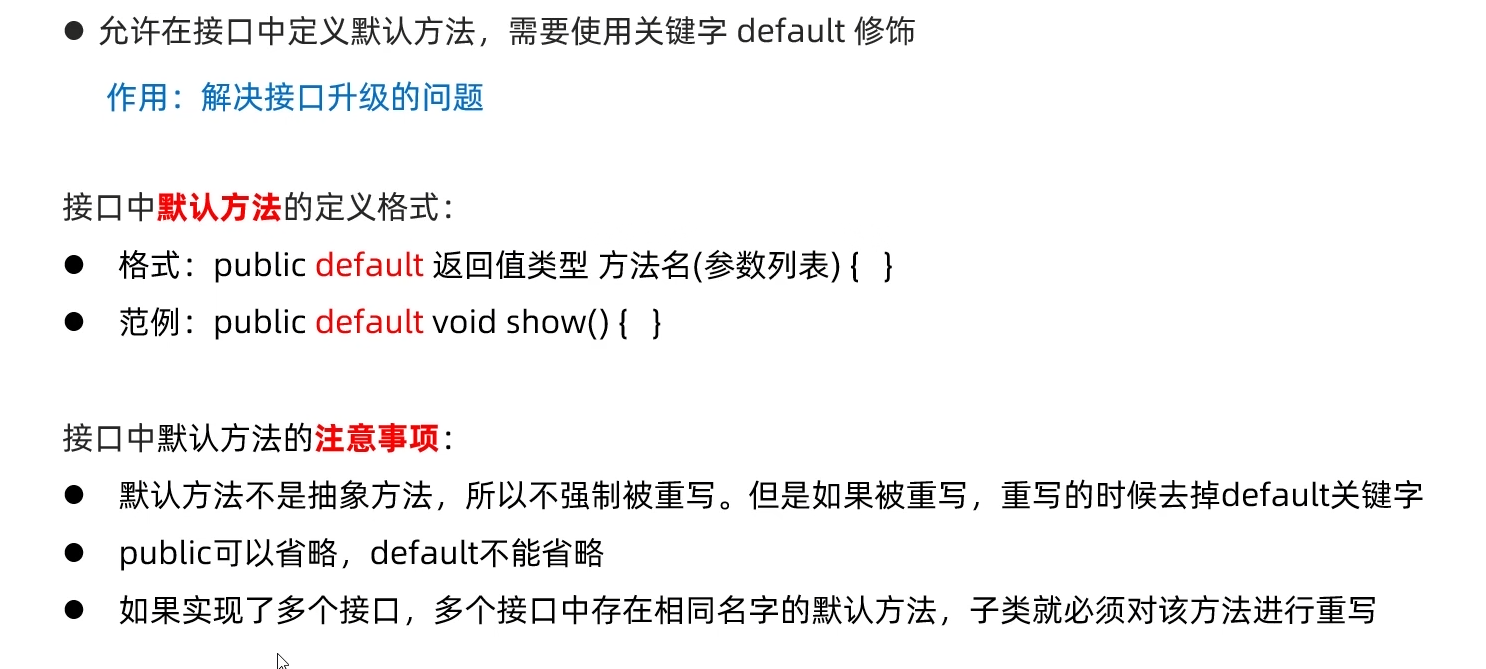 ● 允许在接口中定义默认方法，需要使用关键字 default 修饰
作用：解决接口升级的问题
接口中默认方法的定义格式：
● 格式：public default 返回值类型 方法名(参数列表) { }
● 范例：public default void show() { }
接口中默认方法的注意事项：
● 默认方法不是抽象方法，所以不强制被重写。但是如果被重写，重写的时候去掉default关键字
● public可以省略，default不能省略
● 如果实现了多个接口，多个接口中存在相同名字的默认方法，子类就必须对该方法进行重写